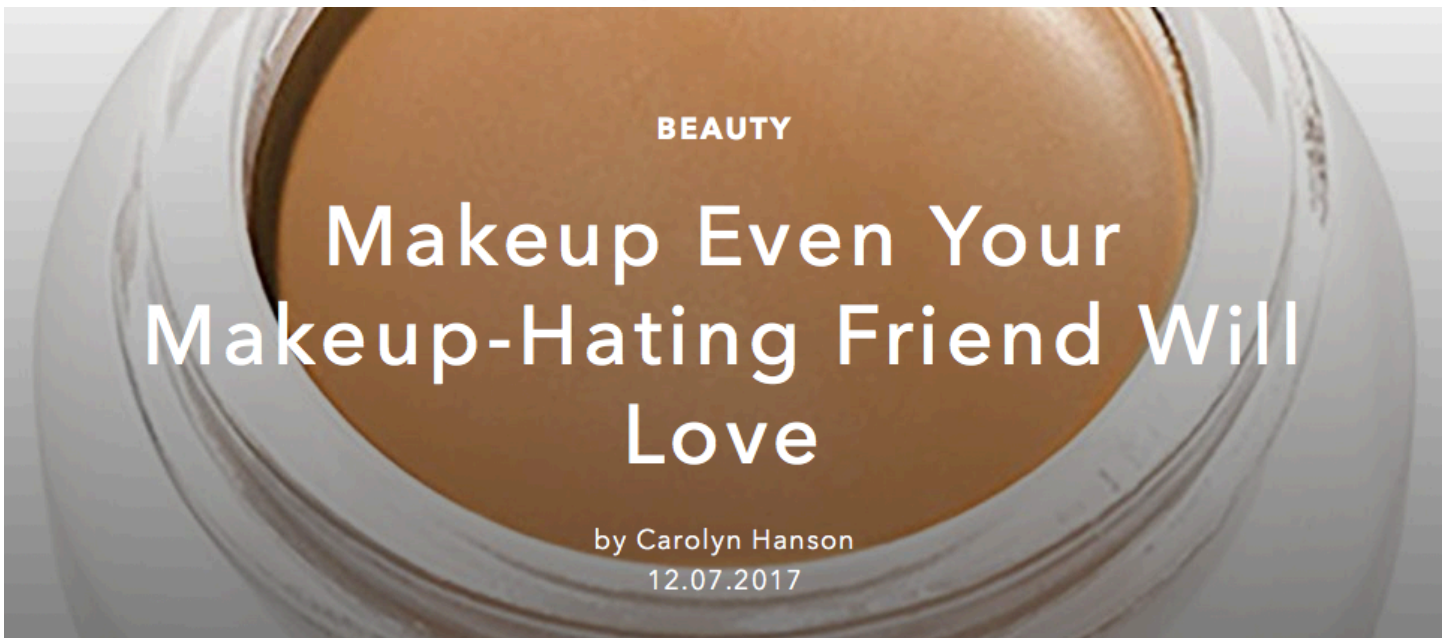 BEAUTY
Makeup Even Your
Makeup-Hating Friend Will
Love
by Carolyn Hanson
12.07.2017